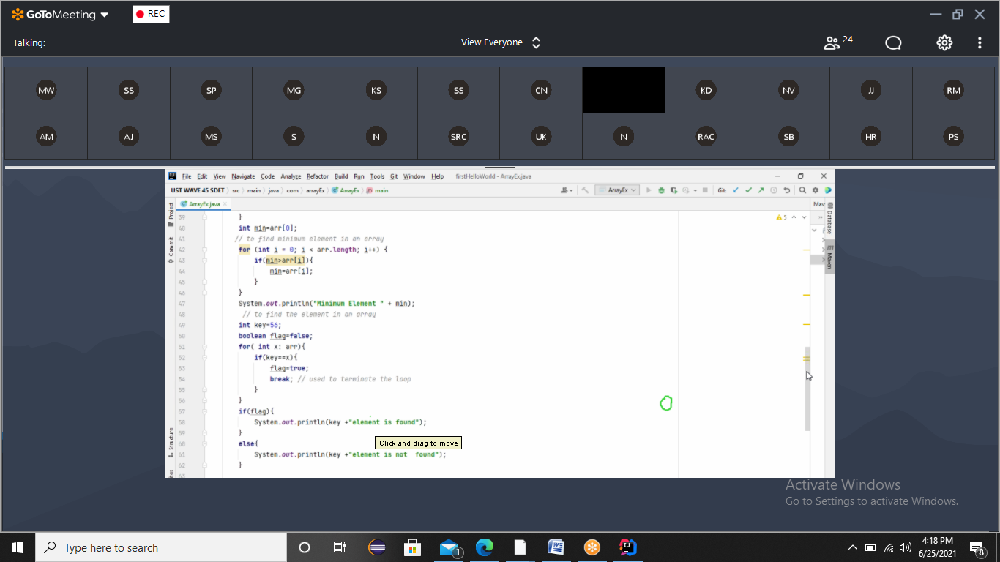 GoToMeeting
REC
Talking:
View Everyone
24
MW SS SP MG KS SS CN KD NV JJ RM
AM AJ MS S N SRC UK N RAC SB HR PS
File Edit View Navigate Code Analyze Refactor Build Run Tools Git Window Help firstHelloWorld - ArrayEx.java
UST WAVE 45 SDET src main java com arrayEx ArrayEx main ArrayEx Git:
ArrayEx.java
Mav
Project
Commit
Structure
Database
Maven
5
39 }
40 int min=arr[0];
41 // to find minimum element in an array
42 for (int i = 0; i < arr.length; i++) {
43 if(min>arr[i]){
44 min=arr[i];
45 }
46 }
47 System.out.println("Minimum Element " + min);
48 // to find the element in an array
49 int key=56;
50 boolean flag=false;
51 for( int x: arr){
52 if(key==x){
53 flag=true;
54 break; // used to terminate the loop
55 }
56 }
57 if(flag){
58 System.out.println(key +"element is found");
59 }
60 else{
61 System.out.println(key +"element is not  found");
62 }
63
Click and drag to move
Activate Windows
Go to Settings to activate Windows.
Type here to search
1
4:18 PM
6/25/2021
8